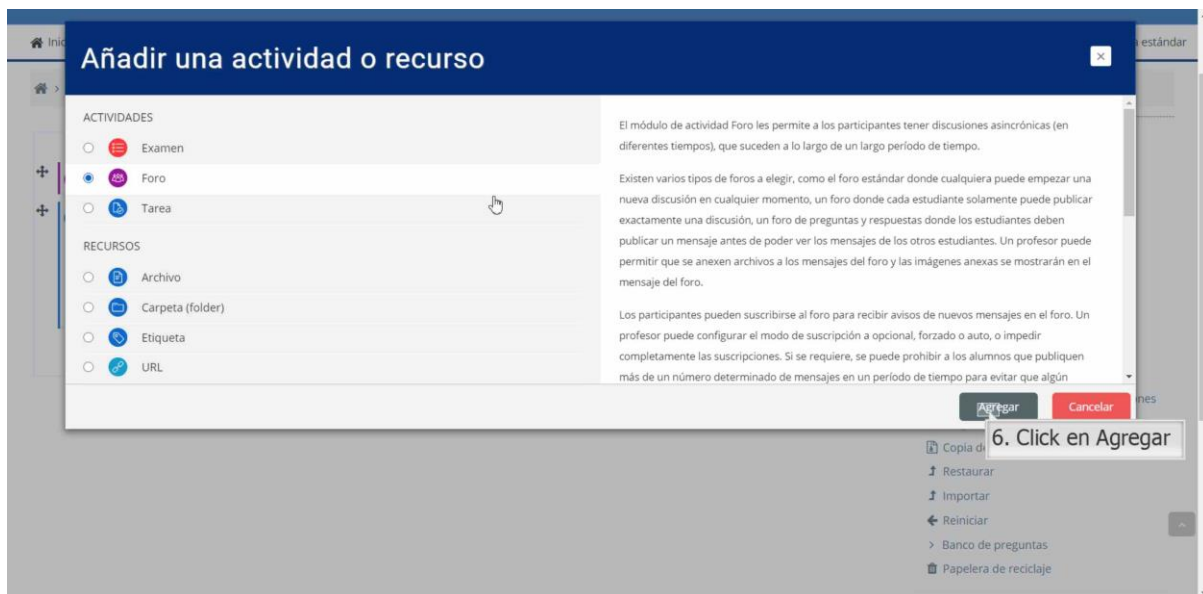 Inic
a estándar
Añadir una actividad o recurso
ACTIVIDADES
Examen
Foro
Tarea
RECURSOS
Archivo
Carpeta (folder)
Etiqueta
URL
El módulo de actividad Foro les permite a los participantes tener discusiones asincrónicas (en
diferentes tiempos), que suceden a lo largo de un largo período de tiempo.
Existen varios tipos de foros a elegir, como el foro estándar donde cualquiera puede empezar una
nueva discusión en cualquier momento, un foro donde cada estudiante solamente puede publicar
exactamente una discusión, un foro de preguntas y respuestas donde los estudiantes deben
publicar un mensaje antes de poder ver los mensajes de los otros estudiantes. Un profesor puede
permitir que se anexen archivos a los mensajes del foro y las imágenes anexas se mostrarán en el
mensaje del foro.
Los participantes pueden suscribirse al foro para recibir avisos de nuevos mensajes en el foro. Un
profesor puede configurar el modo de suscripción a opcional, forzado o auto, o impedir
completamente las suscripciones. Si se requiere, se puede prohibir a los alumnos que publiquen
más de un número determinado de mensajes en un período de tiempo para evitar que algún
Agregar
Cancelar
nes
6. Click en Agregar
Copia d
Restaurar
Importar
Reiniciar
Banco de preguntas
Papelera de reciclaje